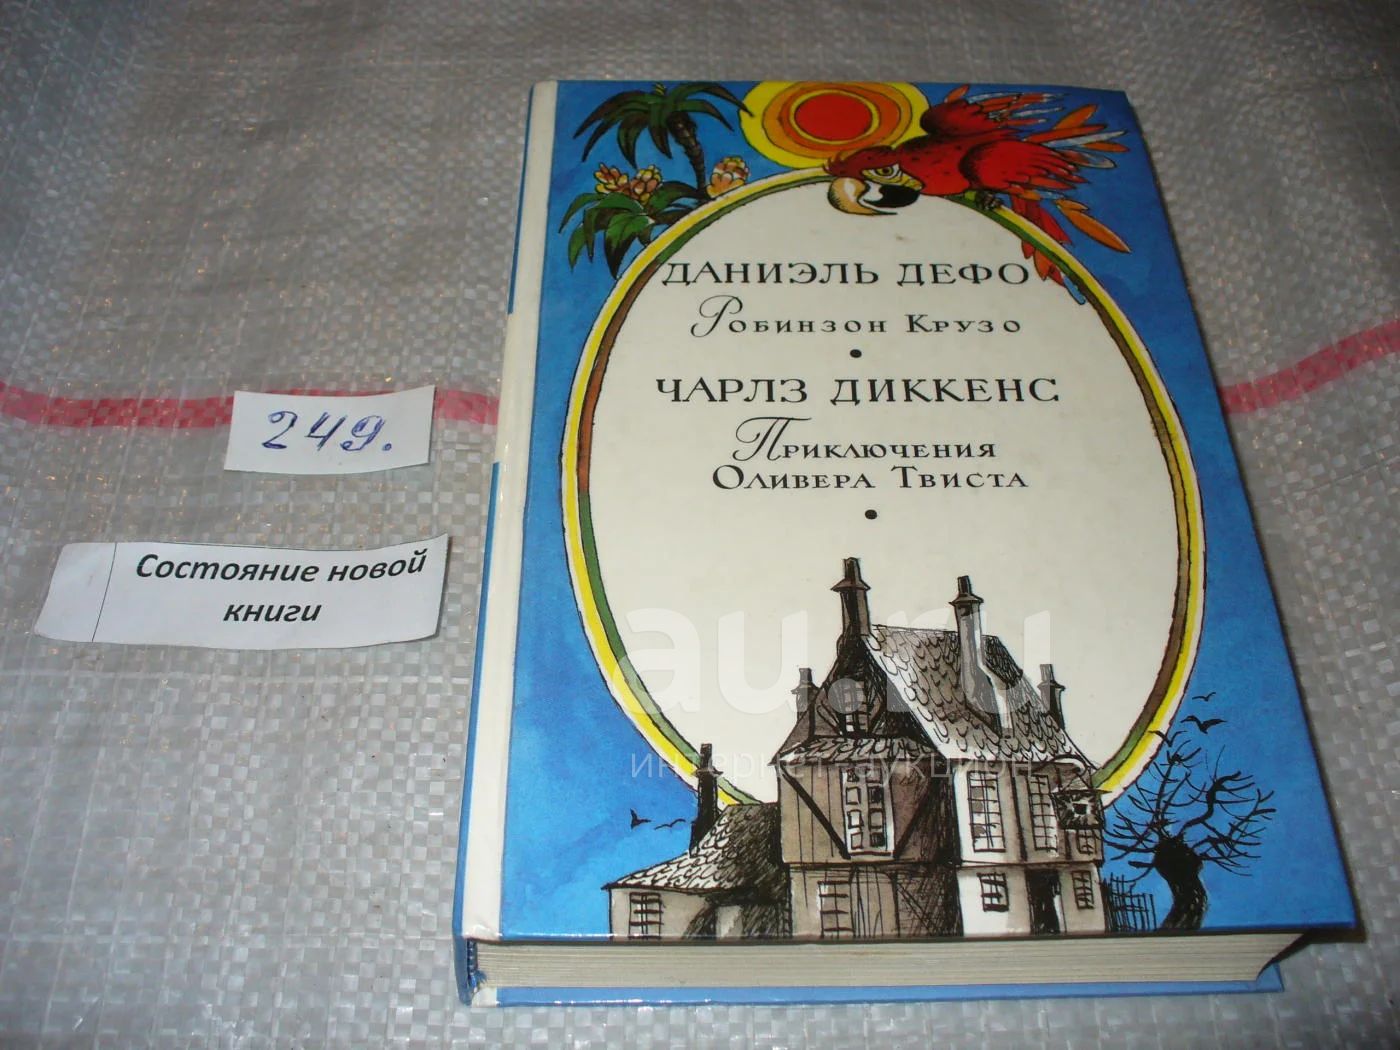 ДАНИЭЛЬ ДЕФО
Робинзон Крузо
ЧАРЛЗ ДИККЕНС
Приключения
Оливера Твиста
249.
Состояние новой
книги
au.ru
интернет аукцион